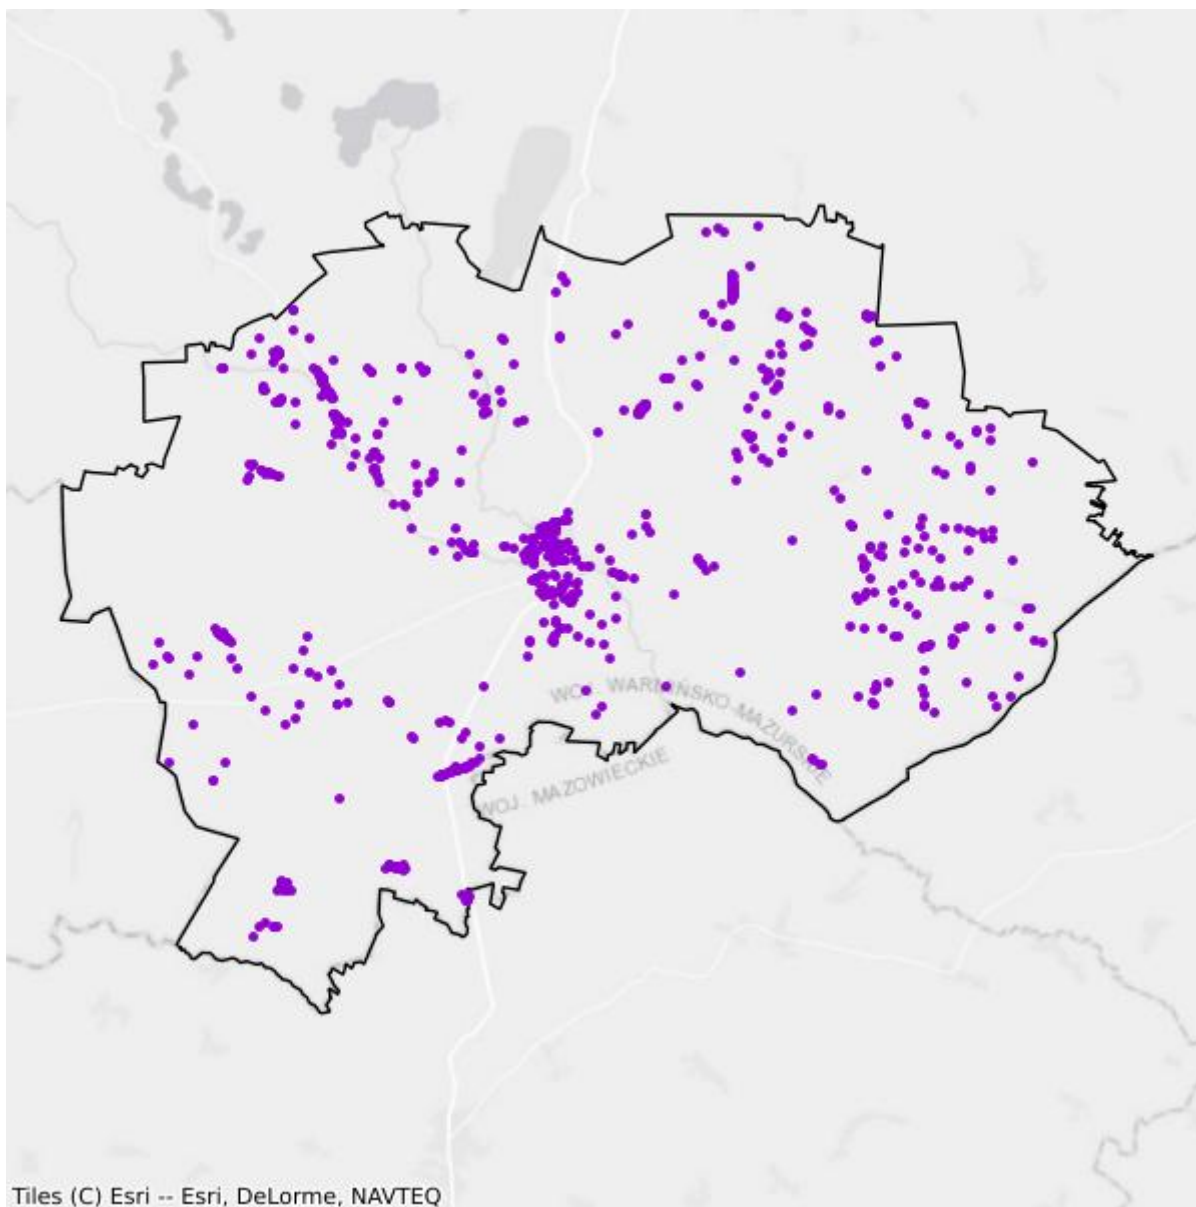 WOJ. WARMIŃSKO-MAZURSKIE
WOJ. MAZOWIECKIE
Tiles (C) Esri -- Esri, DeLorme, NAVTEQ